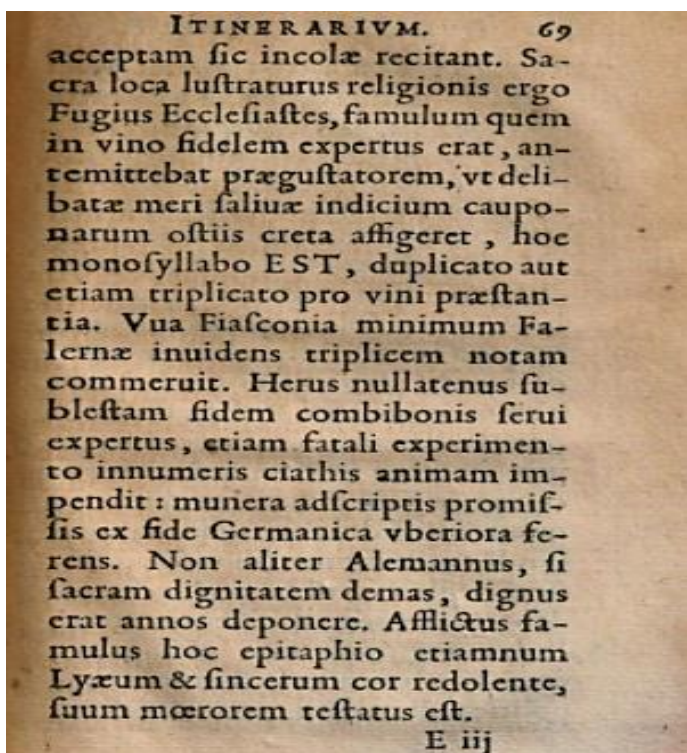 ITINERARIVM. 69
acceptam ſic incolæ recitant. Sa-
cra loca luſtraturus religionis ergo
Fugius Eccleſiaſtes, famulum quem
in vino fidelem expertus erat, an-
temittebat præguſtatorem, vt deli-
batæ meri ſaliuæ indicium caupo-
narum oſtiis creta affigeret, hoc
monoſyllabo EST, duplicato aut
etiam triplicato pro vini præſtan-
tia. Vua Fiaſconia minimum Fa-
lernæ inuidens triplicem notam
commeruit. Herus nullatenus ſu-
bleſtam fidem combibonis ſerui
expertus, etiam fatali experimen-
to innumeris ciathis animam im-
pendit: munera adſcriptis promiſ-
ſis ex fide Germanica vberiora fe-
rens. Non aliter Alemannus, ſi
ſacram dignitatem demas, dignus
erat annos deponere. Afflictus fa-
mulus hoc epitaphio etiamnum
Lyæum & ſincerum cor redolente,
ſuum mœrorem teſtatus eſt.
E iij